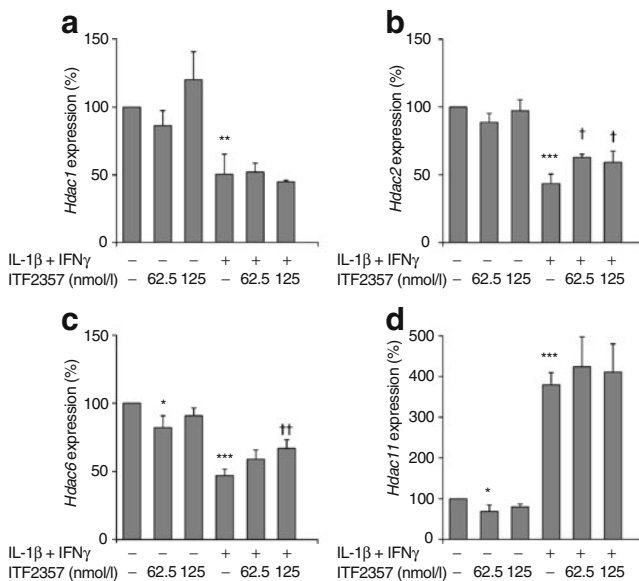 a
b
150
100
50
0
Hdac1 expression (%)
**
150
100
50
0
Hdac2 expression (%)
***
†
†
IL-1β + IFNγ – – – + + +
ITF2357 (nmol/l) – 62.5 125 – 62.5 125
IL-1β + IFNγ – – – + + +
ITF2357 (nmol/l) – 62.5 125 – 62.5 125
c
d
150
100
50
0
Hdac6 expression (%)
*
***
††
500
400
300
200
100
0
Hdac11 expression (%)
*
***
IL-1β + IFNγ – – – + + +
ITF2357 (nmol/l) – 62.5 125 – 62.5 125
IL-1β + IFNγ – – – + + +
ITF2357 (nmol/l) – 62.5 125 – 62.5 125